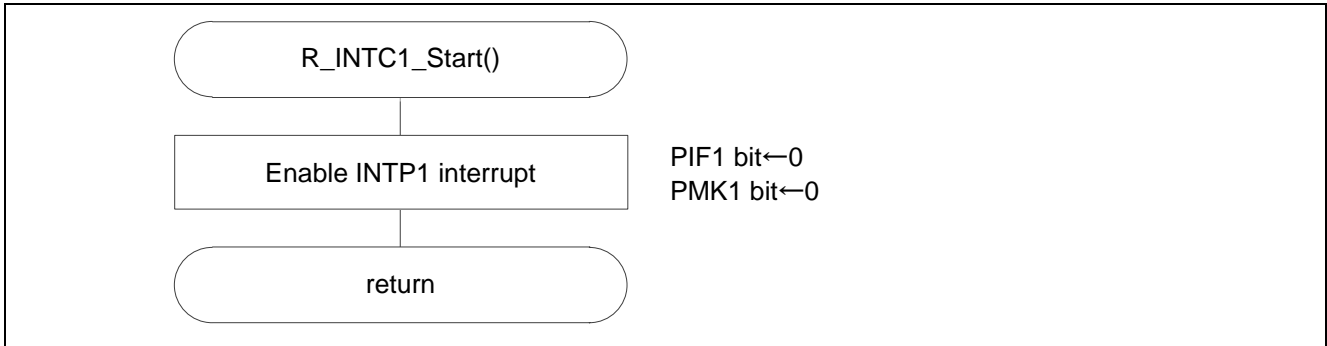 R_INTC1_Start()
Enable INTP1 interrupt
PIF1 bit←0
PMK1 bit←0
return